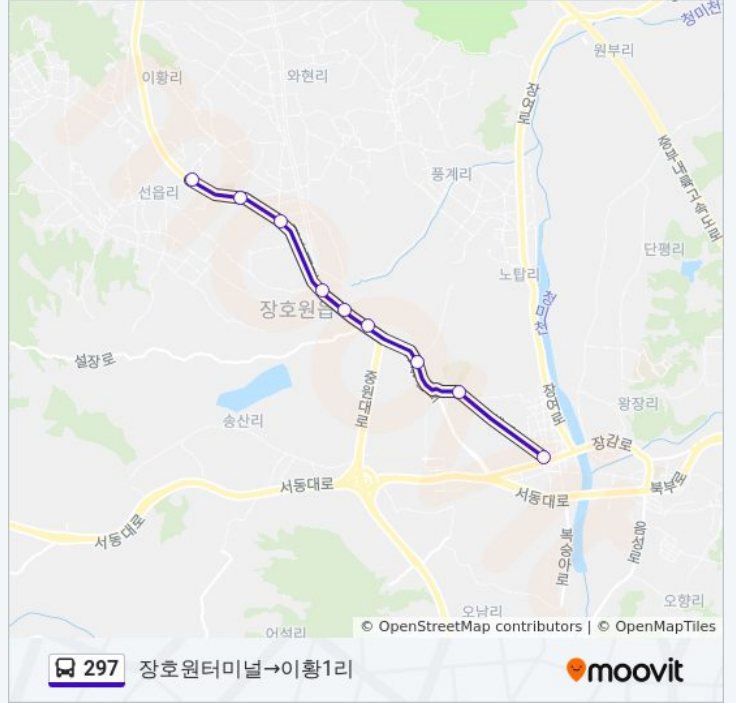 청미천
원부리
이황리
와현리
장여로
중부내륙고속도로
풍계리
선읍리
단평리
노탑리
청미천
장호원읍
설장로
중원대로
장여로
왕장리
송산리
장감로
서동대로
서동대로
북부로
서동대로
복숭아로
음성로
오향리
오남리
어석리
© OpenStreetMap contributors | © OpenMapTiles
297 장호원터미널→이황1리
moovit